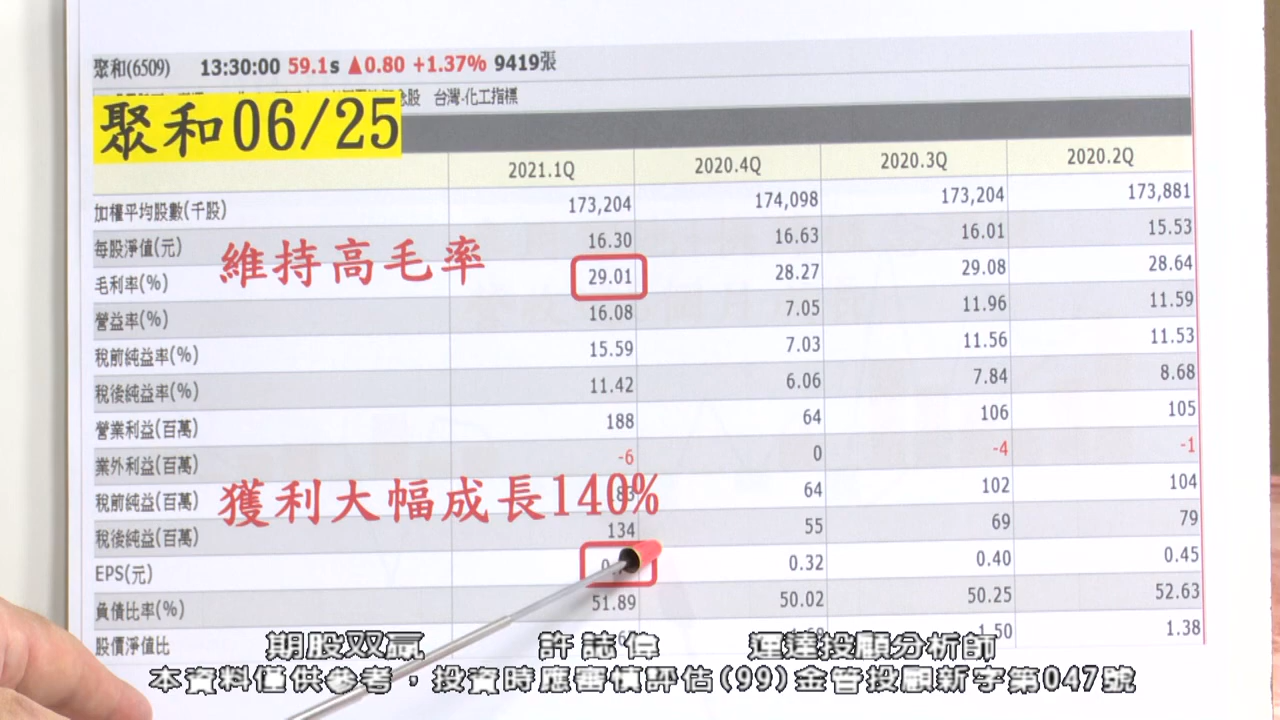 聚和(6509) 13:30:00 59.1s ▲0.80 +1.37% 9419張
念股 台灣-化工指標
聚和06/25
2021.1Q 2020.4Q 2020.3Q 2020.2Q
加權平均股數(千股) 173,204 174,098 173,204 173,881
每股淨值(元) 16.30 16.63 16.01 15.53
維持高毛率
毛利率(%) 29.01 28.27 29.08 28.64
營益率(%) 16.08 7.05 11.96 11.59
稅前純益率(%) 15.59 7.03 11.56 11.53
稅後純益率(%) 11.42 6.06 7.84 8.68
營業利益(百萬) 188 64 106 105
業外利益(百萬) -6 0 -4 -1
稅前純益(百萬) 64 102 104
獲利大幅成長140%
稅後純益(百萬) 134 55 69 79
EPS(元) 0.32 0.40 0.45
負債比率(%) 51.89 50.02 50.25 52.63
股價淨值比 1.38
期股双贏 許誌偉 運達投顧分析師
本資料僅供參考，投資時應審慎評估(99)金管投顧新字第047號